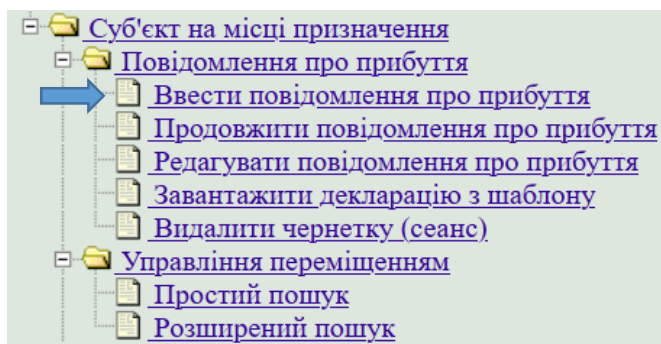 Суб'єкт на місці призначення
Повідомлення про прибуття
Ввести повідомлення про прибуття
Продовжити повідомлення про прибуття
Редагувати повідомлення про прибуття
Завантажити декларацію з шаблону
Видалити чернетку (сеанс)
Управління переміщенням
Простий пошук
Розширений пошук